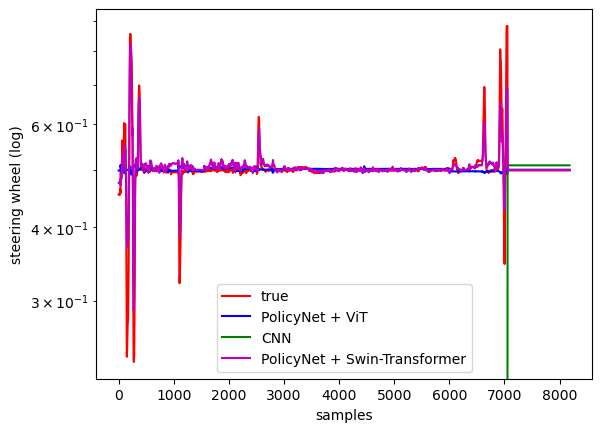 steering wheel (log)
6 × 10⁻¹
4 × 10⁻¹
3 × 10⁻¹
true
PolicyNet + ViT
CNN
PolicyNet + Swin-Transformer
0 1000 2000 3000 4000 5000 6000 7000 8000
samples